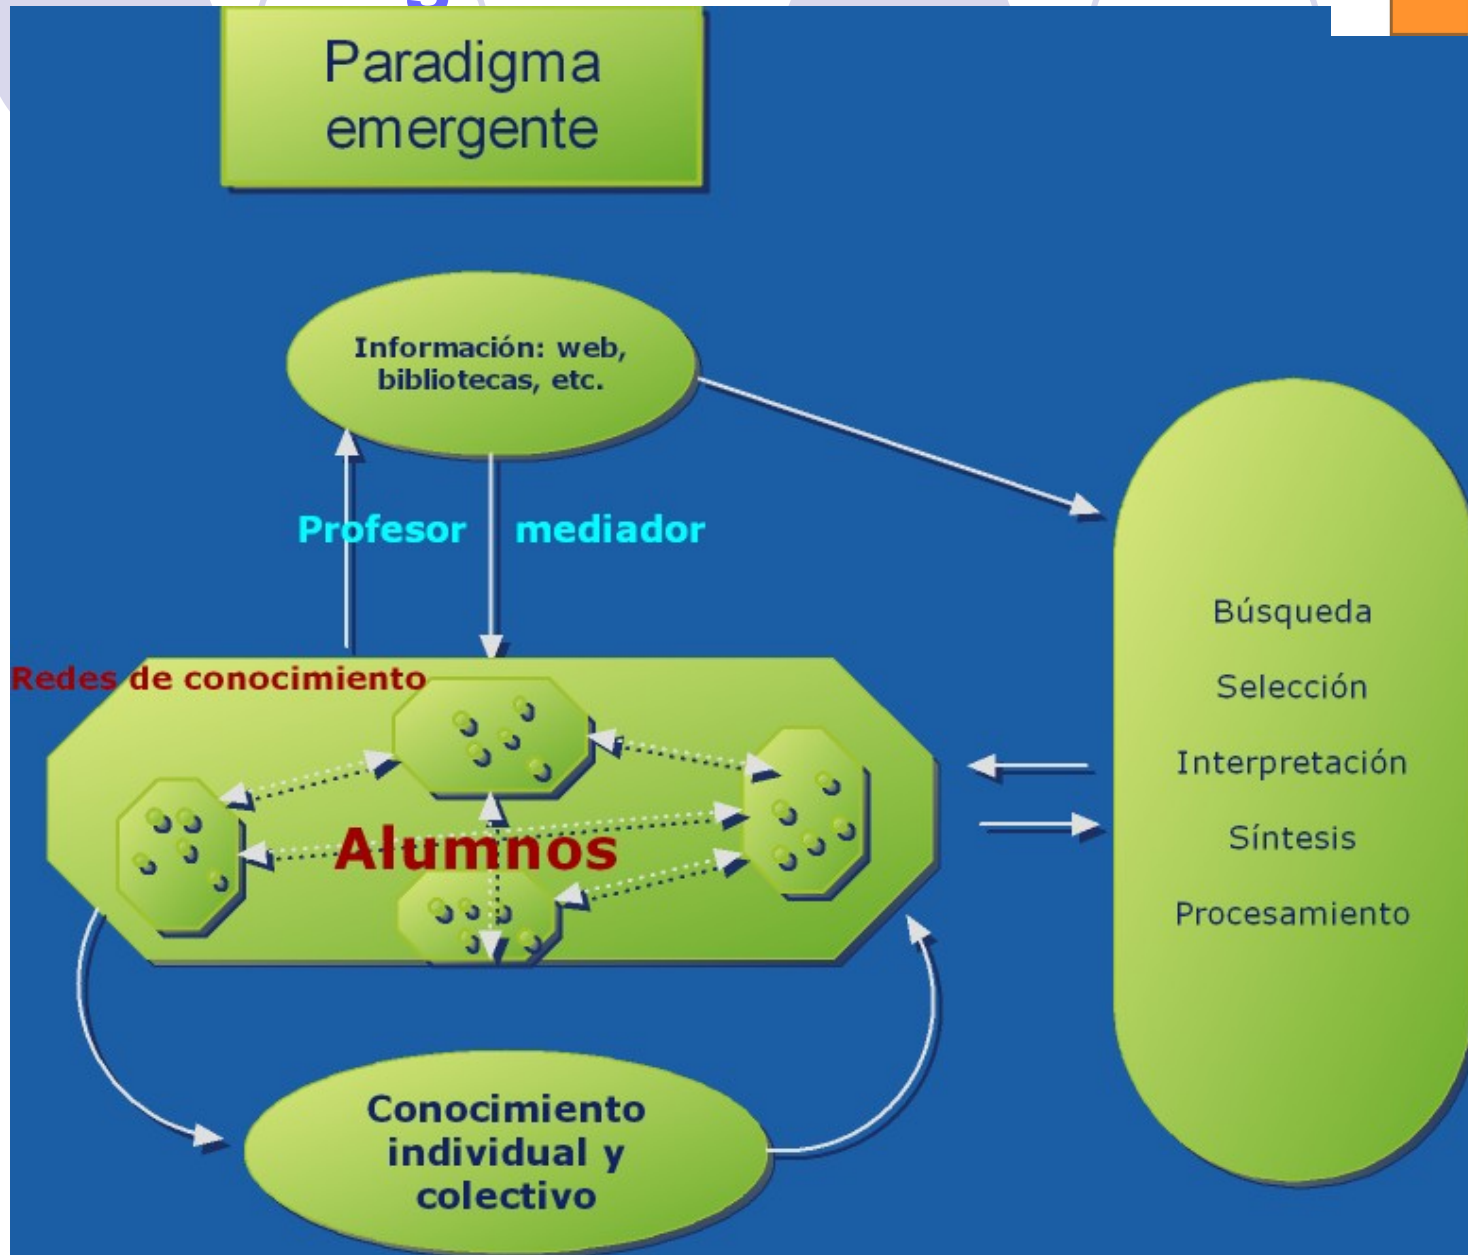 Paradigma
emergente
Información: web,
bibliotecas, etc.
Profesor mediador
Redes de conocimiento
Alumnos
Búsqueda
Selección
Interpretación
Síntesis
Procesamiento
Conocimiento
individual y
colectivo